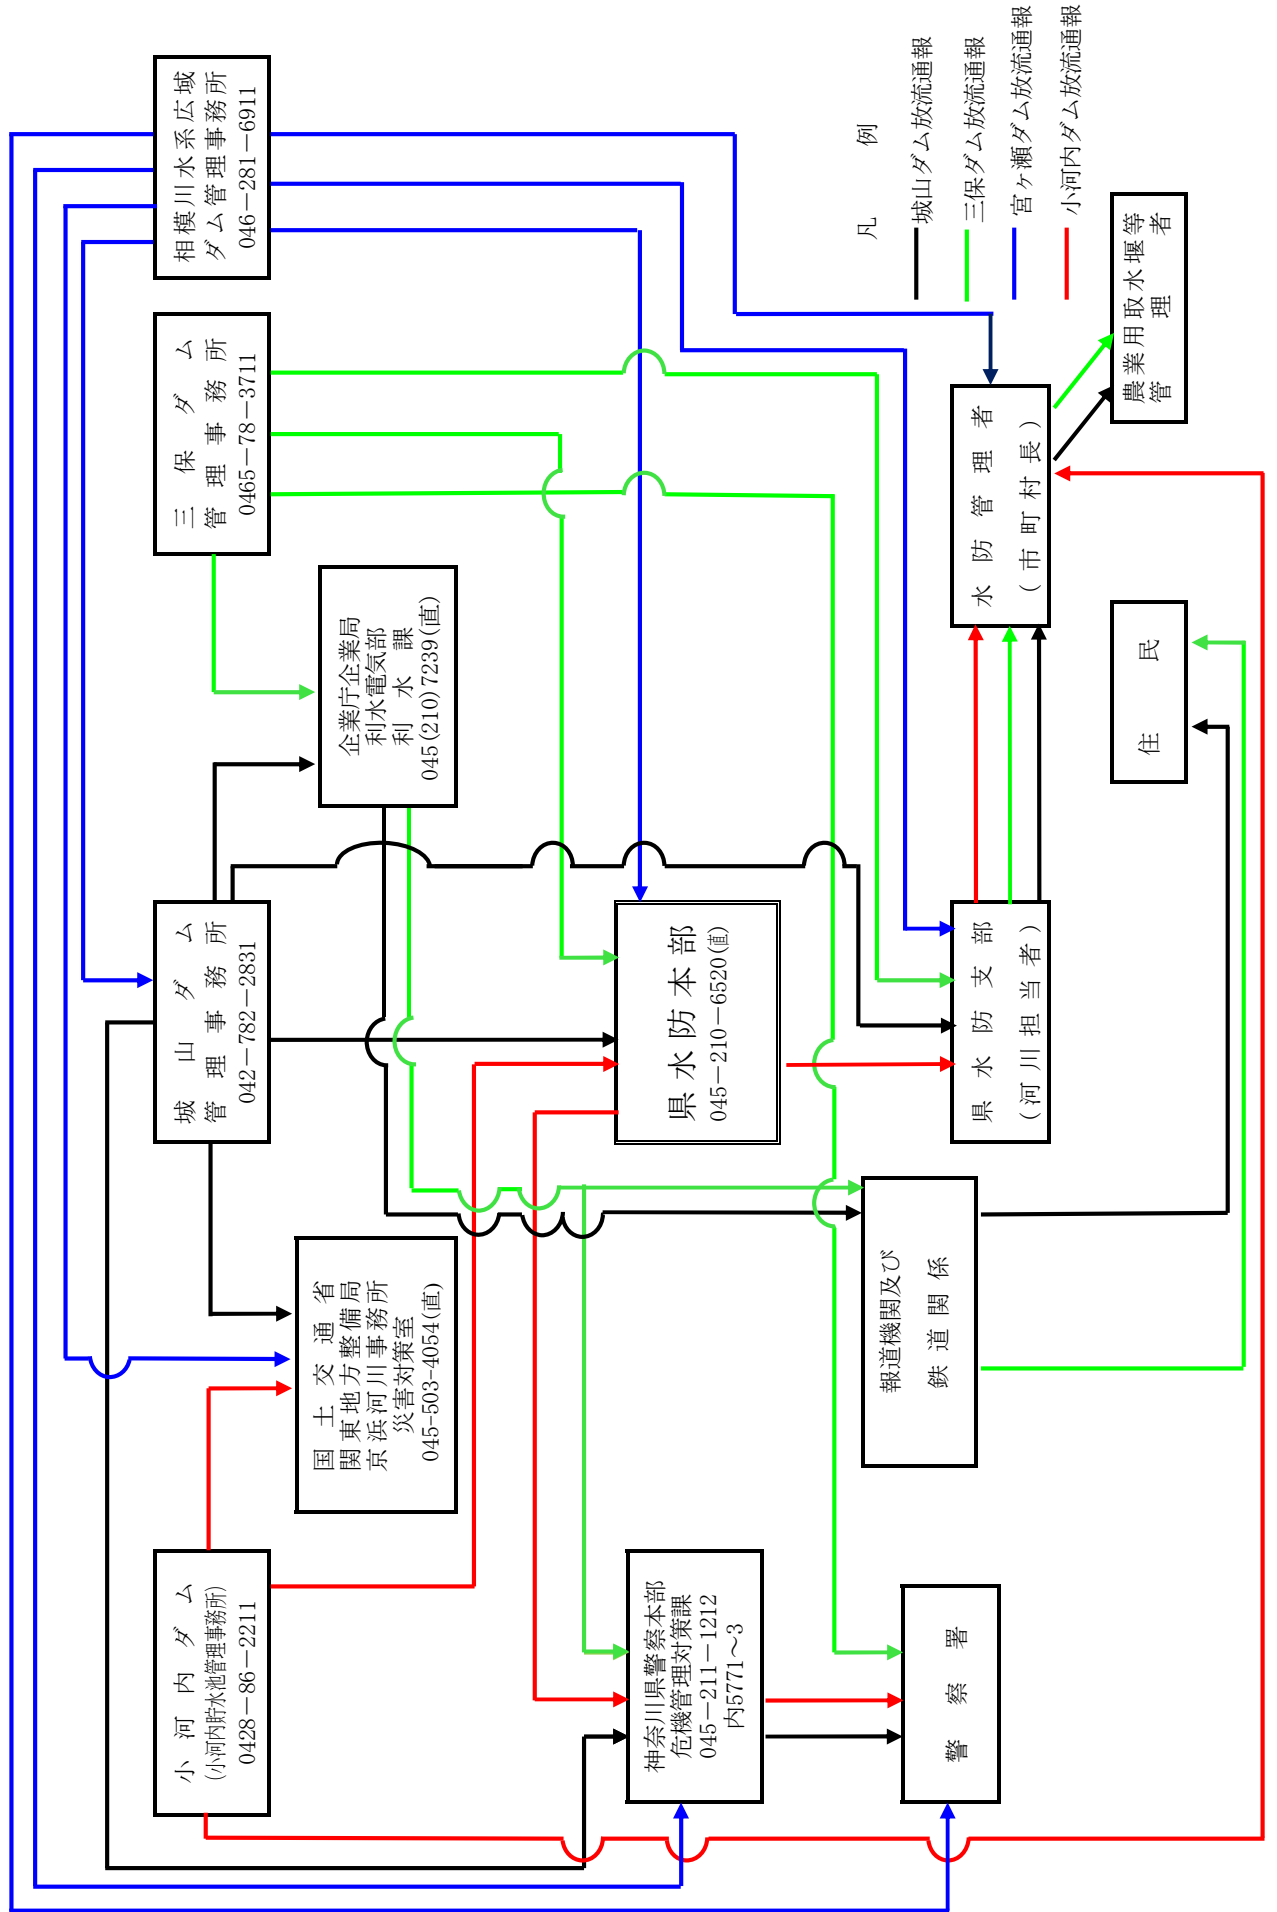 小河内ダム
(小河内貯水池管理事務所)
0428－86－2211
城山ダム
管理事務所
042－782－2831
三保ダム
管理事務所
0465－78－3711
相模川水系広域
ダム管理事務所
046－281－6911
国土交通省
関東地方整備局
京浜河川事務所
災害対策室
045-503-4054(直)
企業庁企業局
利水電気部
利水課
045(210)7239(直)
神奈川県警察本部
危機管理対策課
045－211－1212
内5771～3
県水防本部
045－210－6520(直)
警察署
報道機関及び
鉄道関係
県水防支部
(河川担当者)
水防管理者
(市町村長)
住民
農業用取水堰等
管理者
凡例
城山ダム放流通報
三保ダム放流通報
宮ヶ瀬ダム放流通報
小河内ダム放流通報